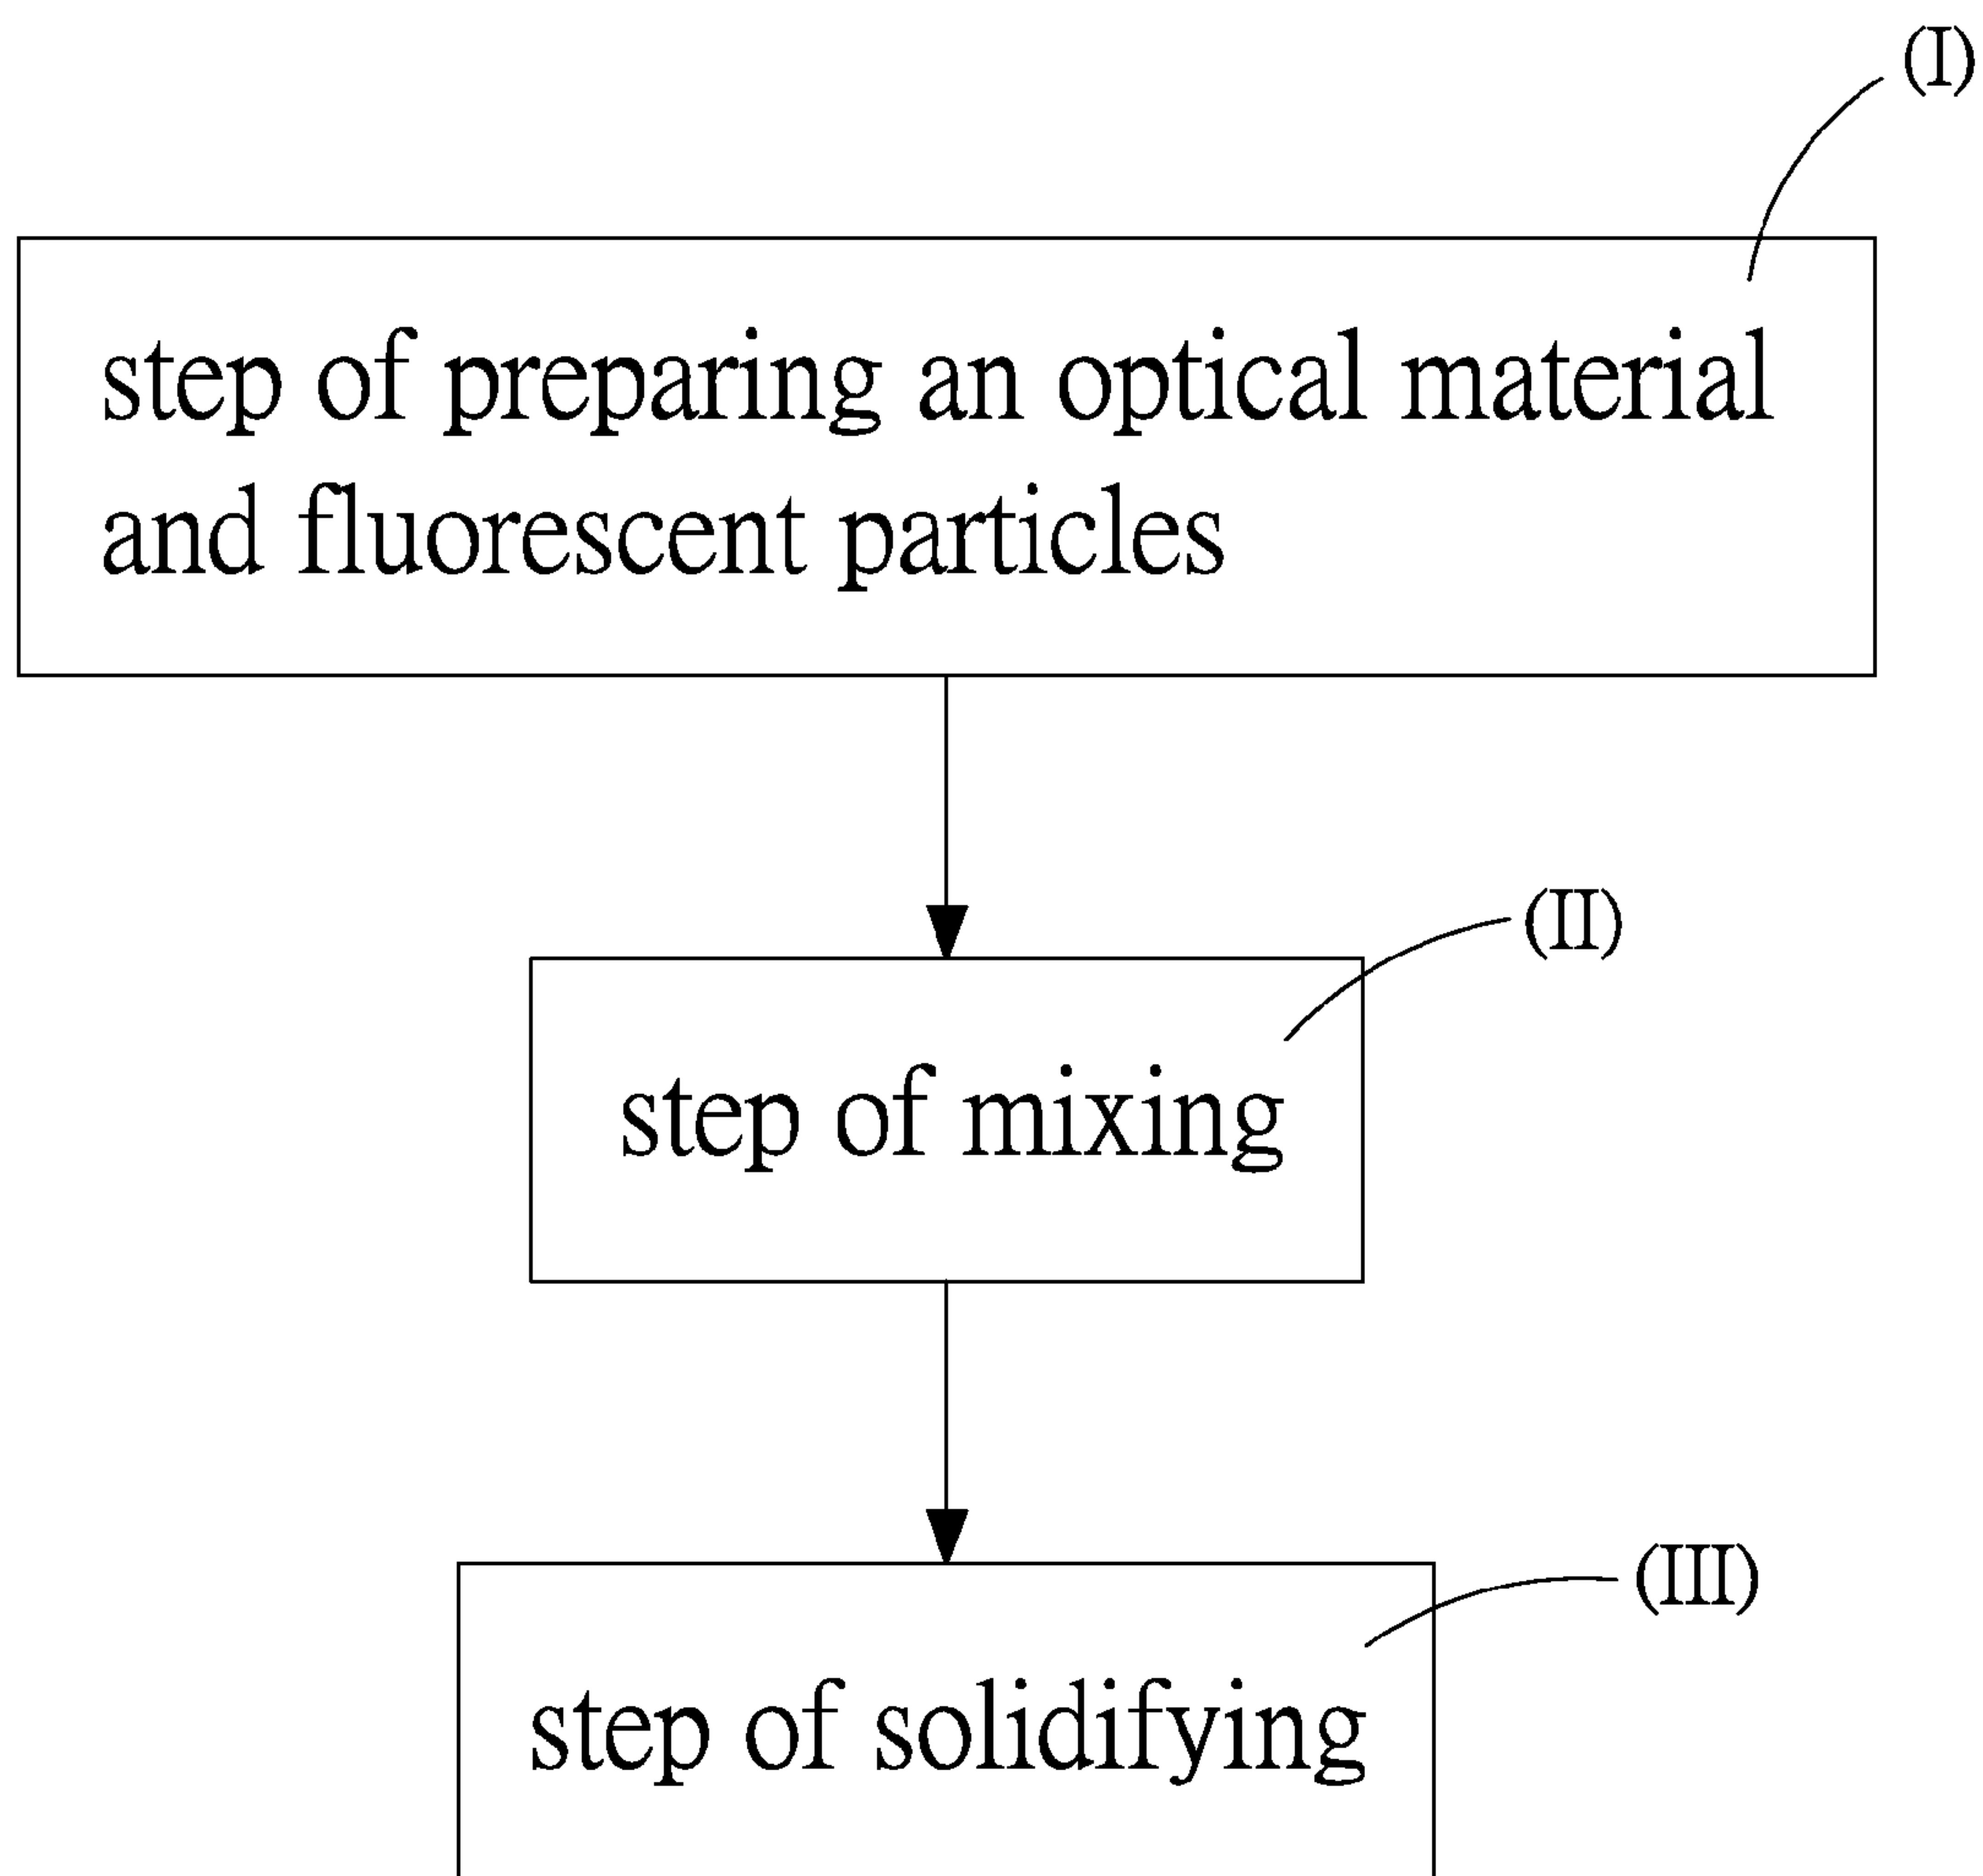 (I)
step of preparing an optical material
and fluorescent particles
(II)
step of mixing
(III)
step of solidifying